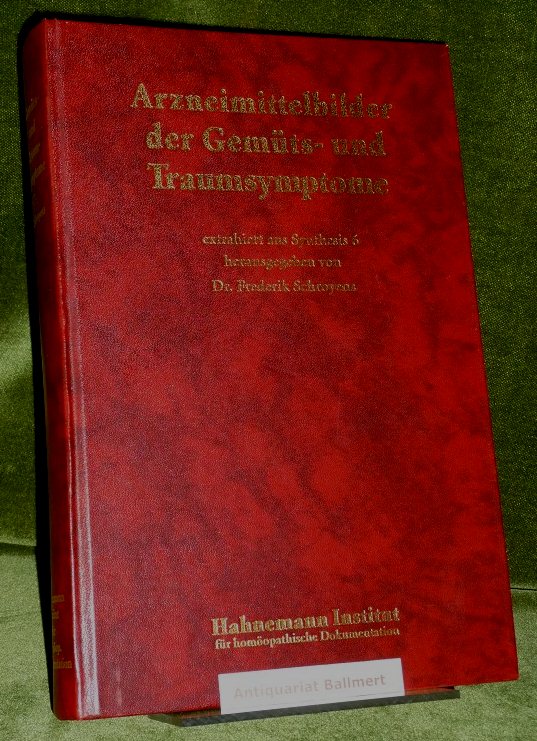 Arzneimittelbilder
der Gemüts- und
Traumsymptome
extrahiert aus Synthesis 6
herausgegeben von
Dr. Frederik Schroyens
Hahnemann Institut
für homöopathische Dokumentation
Antiquariat Ballmert